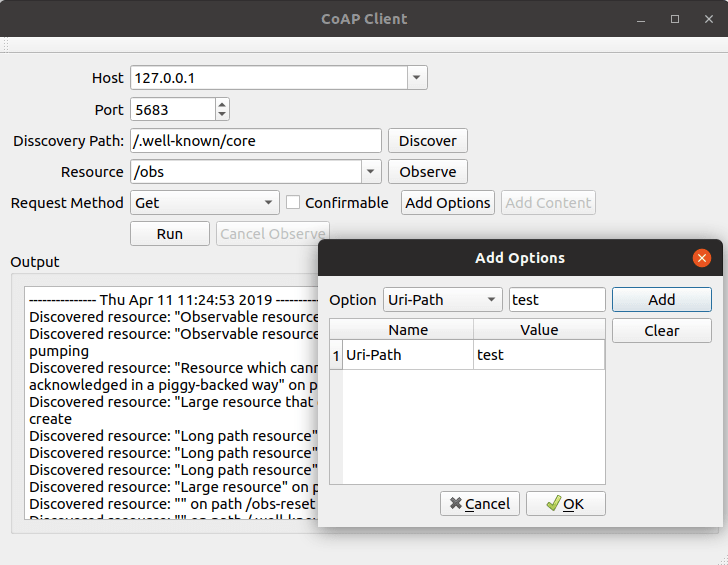 CoAP Client
Host 127.0.0.1
Port 5683
Disscovery Path: /.well-known/core Discover
Resource /obs Observe
Request Method Get Confirmable Add Options Add Content
Run Cancel Observe
Output
--------------- Thu Apr 11 11:24:53 2019 ----------
Discovered resource: "Observable resource
Discovered resource: "Observable resource
pumping
Discovered resource: "Resource which cann
acknowledged in a piggy-backed way" on p
Discovered resource: "Large resource that
create
Discovered resource: "Long path resource"
Discovered resource: "Long path resource"
Discovered resource: "Long path resource"
Discovered resource: "Large resource" on p
Discovered resource: "" on path /obs-reset
Discovered resource: "" on path /.well-know
Add Options
Option Uri-Path test Add
Name Value Clear
1 Uri-Path test
Cancel OK